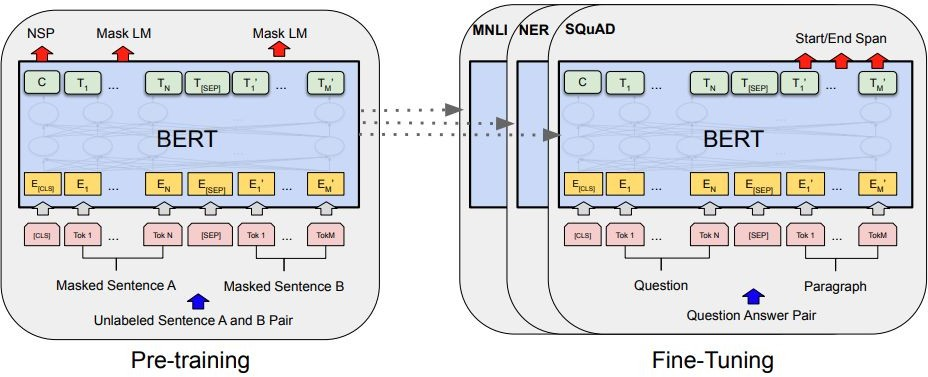 NSP Mask LM Mask LM
C T1 ... TN T[SEP] T1' ... TM'
BERT
E[CLS] E1 ... EN E[SEP] E1' ... EM'
[CLS] Tok 1 ... Tok N [SEP] Tok 1 ... TokM
Masked Sentence A Masked Sentence B
Unlabeled Sentence A and B Pair
Pre-training
MNLI NER SQuAD
Start/End Span
C T1 ... TN T[SEP] T1' ... TM'
BERT
E[CLS] E1 ... EN E[SEP] E1' ... EM'
[CLS] Tok 1 ... Tok N [SEP] Tok 1 ... TokM
Question Paragraph
Question Answer Pair
Fine-Tuning